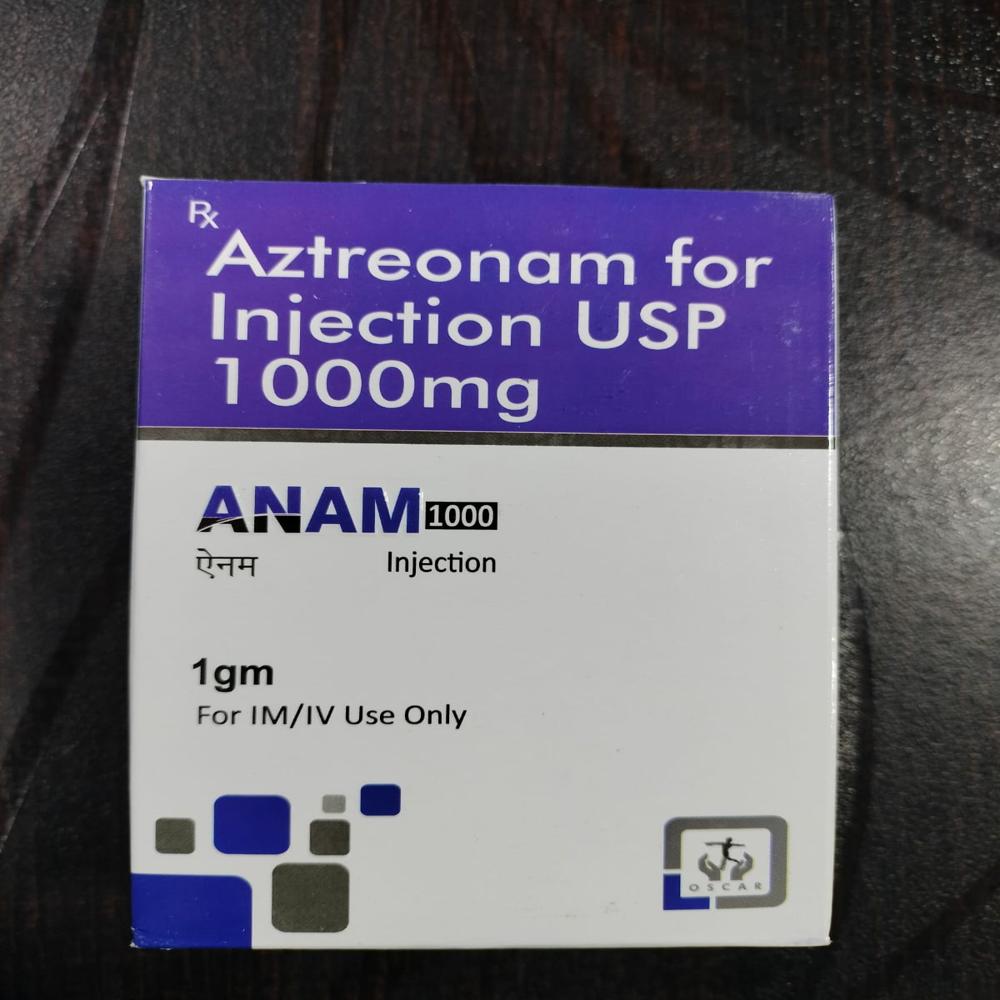 Rx
Aztreonam for
Injection USP
1000mg
ANAM 1000
ऐनम Injection
1gm
For IM/IV Use Only
OSCAR